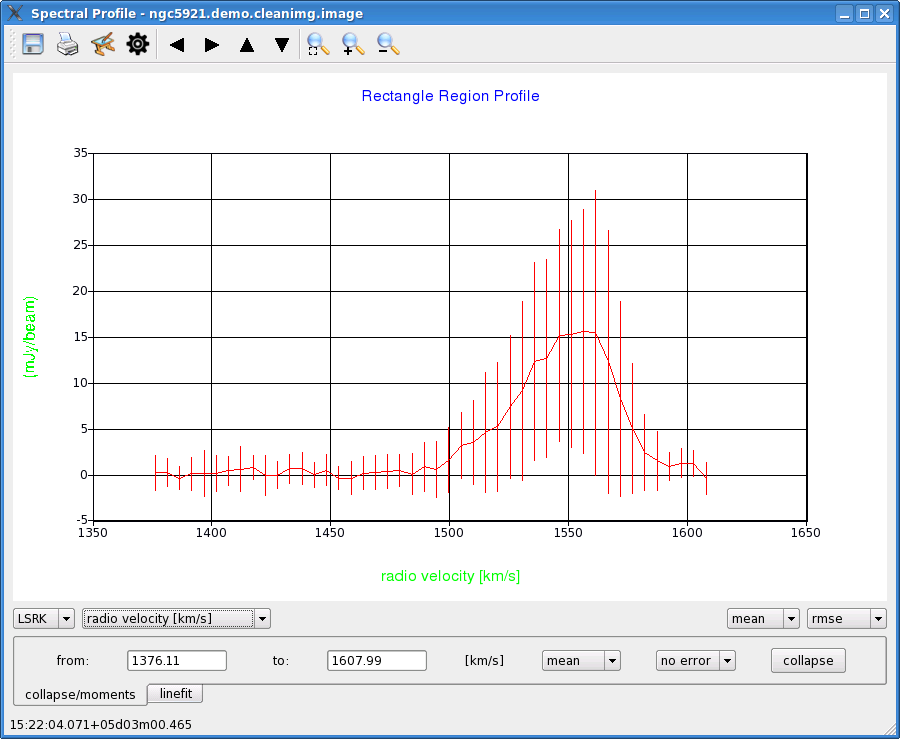 Spectral Profile - ngc5921.demo.cleanimg.image
Rectangle Region Profile
35
30
25
20
15
10
5
0
-5
(mJy/beam)
1350 1400 1450 1500 1550 1600 1650
radio velocity [km/s]
LSRK radio velocity [km/s] mean rmse
from: 1376.11 to: 1607.99 [km/s] mean no error collapse
collapse/moments linefit
15:22:04.071+05d03m00.465